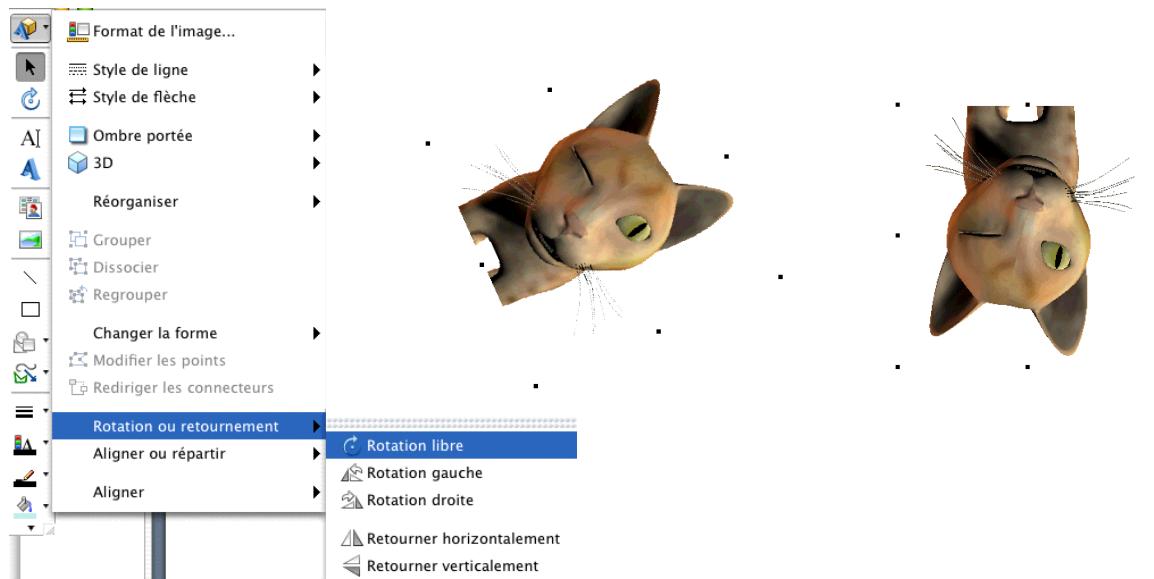 Format de l'image...
Style de ligne
Style de flèche
Ombre portée
3D
Réorganiser
Grouper
Dissocier
Regrouper
Changer la forme
Modifier les points
Rediriger les connecteurs
Rotation ou retournement
Aligner ou répartir
Aligner
Rotation libre
Rotation gauche
Rotation droite
Retourner horizontalement
Retourner verticalement